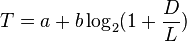 T = a + b log₂(1 + D/L)